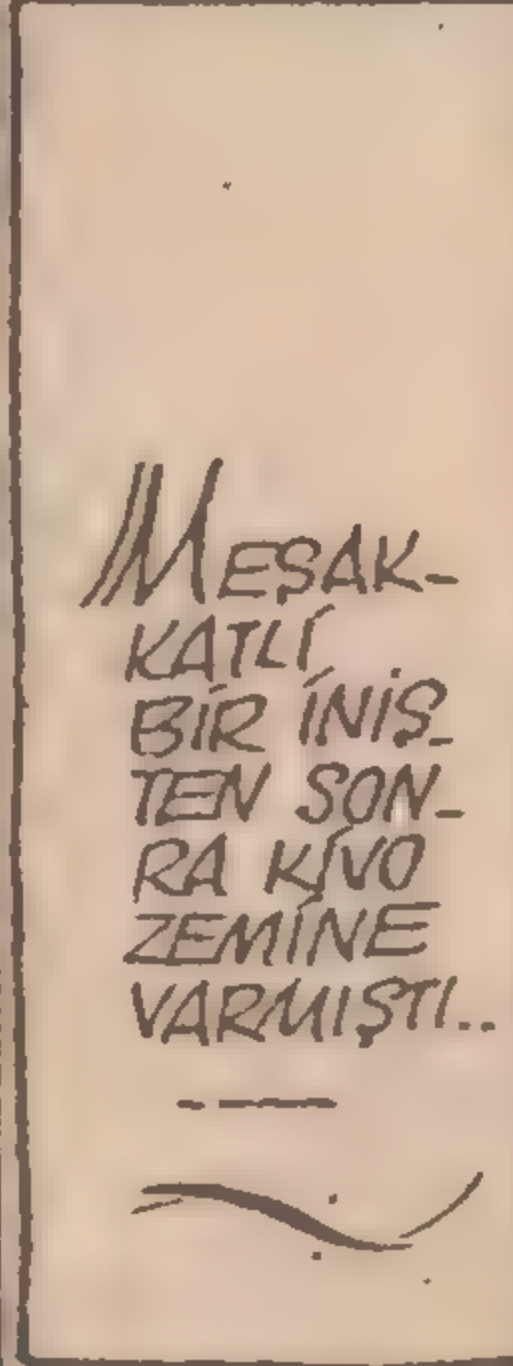 MEŞAK-
KATLİ
BİR İNİŞ-
TEN SON-
RA KİVO
ZEMİNE
VARMIŞTI..